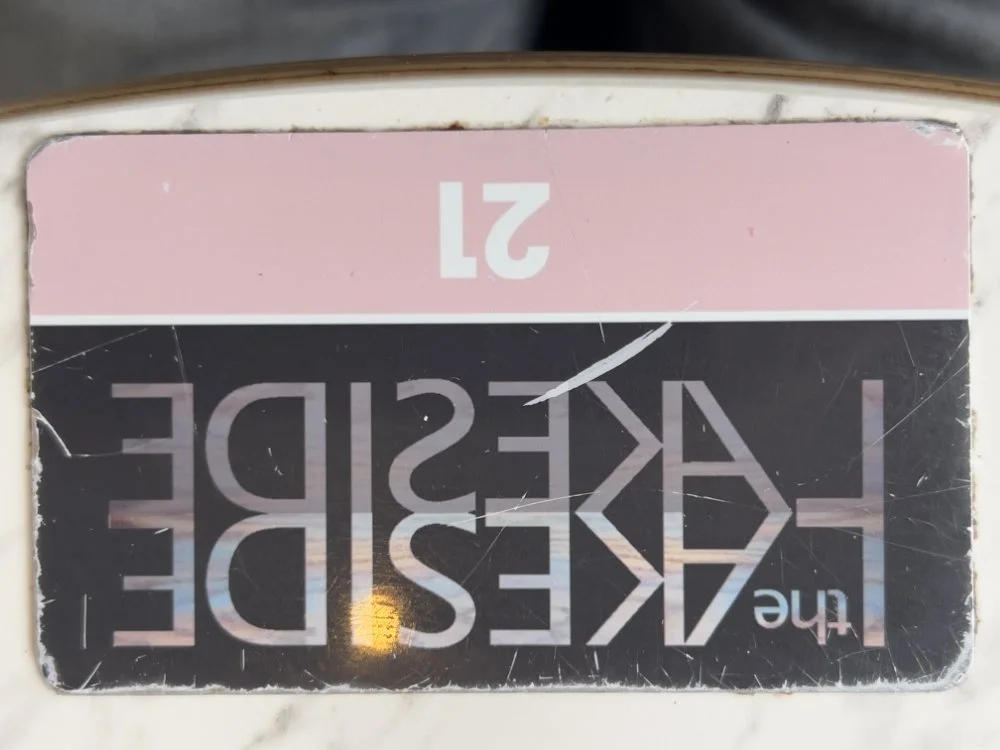 the
LAKESIDE
21